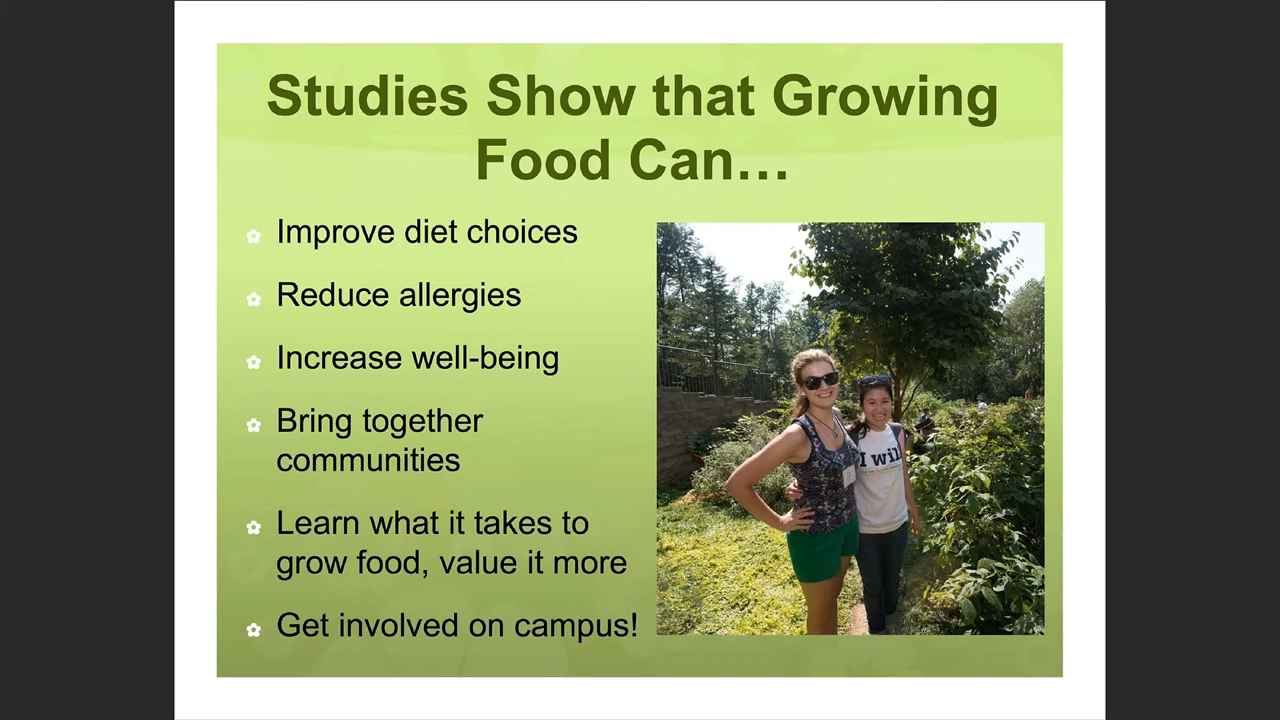 Studies Show that Growing
Food Can…
Improve diet choices
Reduce allergies
Increase well-being
Bring together
communities
Learn what it takes to
grow food, value it more
Get involved on campus!
I will